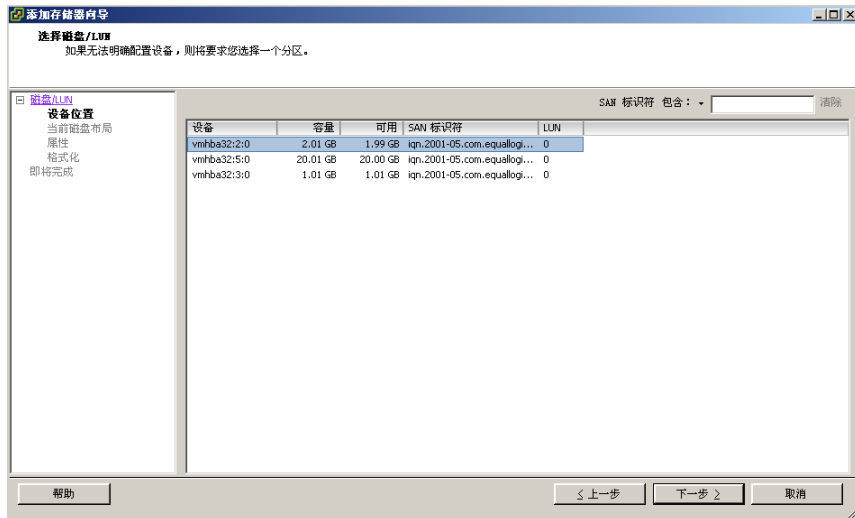 添加存储器向导
选择磁盘/LUN
如果无法明确配置设备，则将要求您选择一个分区。
磁盘/LUN
设备位置
当前磁盘布局
属性
格式化
即将完成
SAN 标识符 包含： 清除
设备 容量 可用 SAN 标识符 LUN
vmhba32:2:0 2.01 GB 1.99 GB iqn.2001-05.com.equallogi... 0
vmhba32:5:0 20.01 GB 20.00 GB iqn.2001-05.com.equallogi... 0
vmhba32:3:0 1.01 GB 1.01 GB iqn.2001-05.com.equallogi... 0
帮助 ≤ 上一步 下一步 ≥ 取消